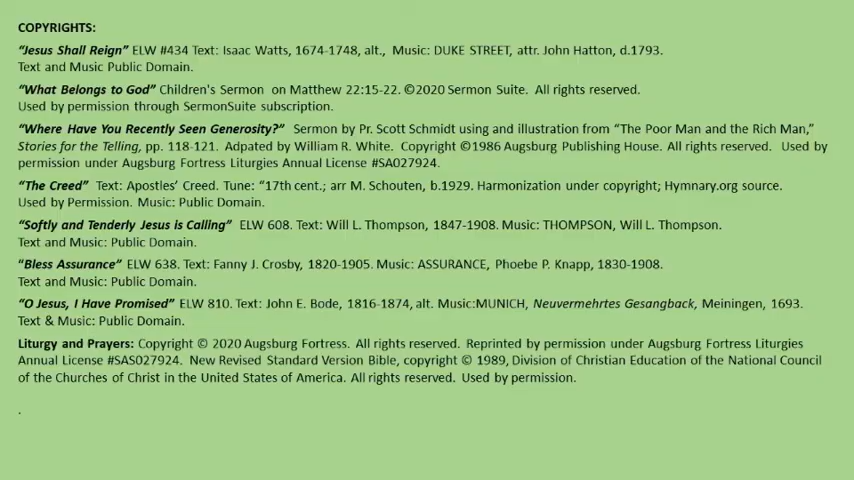 COPYRIGHTS:
“Jesus Shall Reign” ELW #434 Text: Isaac Watts, 1674-1748, alt., Music: DUKE STREET, attr. John Hatton, d.1793.
Text and Music Public Domain.
“What Belongs to God” Children's Sermon on Matthew 22:15-22. ©2020 Sermon Suite. All rights reserved.
Used by permission through SermonSuite subscription.
“Where Have You Recently Seen Generosity?” Sermon by Pr. Scott Schmidt using and illustration from “The Poor Man and the Rich Man,”
Stories for the Telling, pp. 118-121. Adpated by William R. White. Copyright ©1986 Augsburg Publishing House. All rights reserved. Used by
permission under Augsburg Fortress Liturgies Annual License #SA027924.
“The Creed” Text: Apostles’ Creed. Tune: “17th cent.; arr M. Schouten, b.1929. Harmonization under copyright; Hymnary.org source.
Used by Permission. Music: Public Domain.
“Softly and Tenderly Jesus is Calling” ELW 608. Text: Will L. Thompson, 1847-1908. Music: THOMPSON, Will L. Thompson.
Text and Music: Public Domain.
“Bless Assurance” ELW 638. Text: Fanny J. Crosby, 1820-1905. Music: ASSURANCE, Phoebe P. Knapp, 1830-1908.
Text and Music: Public Domain.
“O Jesus, I Have Promised” ELW 810. Text: John E. Bode, 1816-1874, alt. Music:MUNICH, Neuvermehrtes Gesangback, Meiningen, 1693.
Text & Music: Public Domain.
Liturgy and Prayers: Copyright © 2020 Augsburg Fortress. All rights reserved. Reprinted by permission under Augsburg Fortress Liturgies
Annual License #SAS027924. New Revised Standard Version Bible, copyright © 1989, Division of Christian Education of the National Council
of the Churches of Christ in the United States of America. All rights reserved. Used by permission.
.